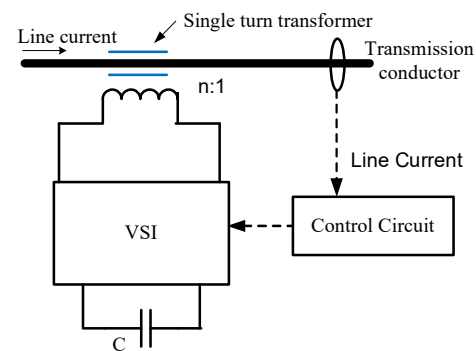 Single turn transformer
Line current
Transmission
conductor
n:1
Line Current
VSI
Control Circuit
C